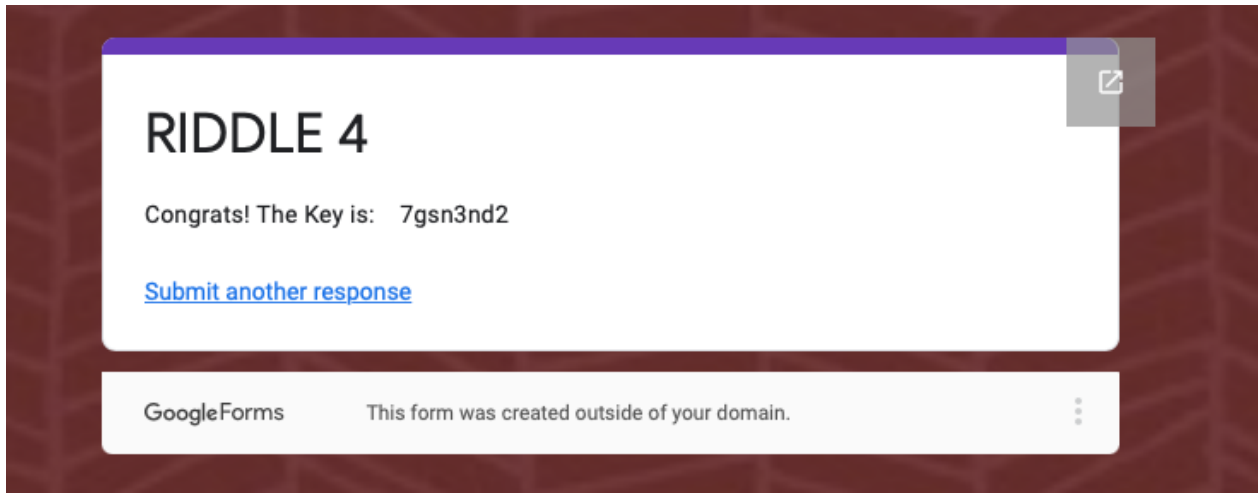 RIDDLE 4
Congrats! The Key is: 7gsn3nd2
Submit another response
GoogleForms This form was created outside of your domain.